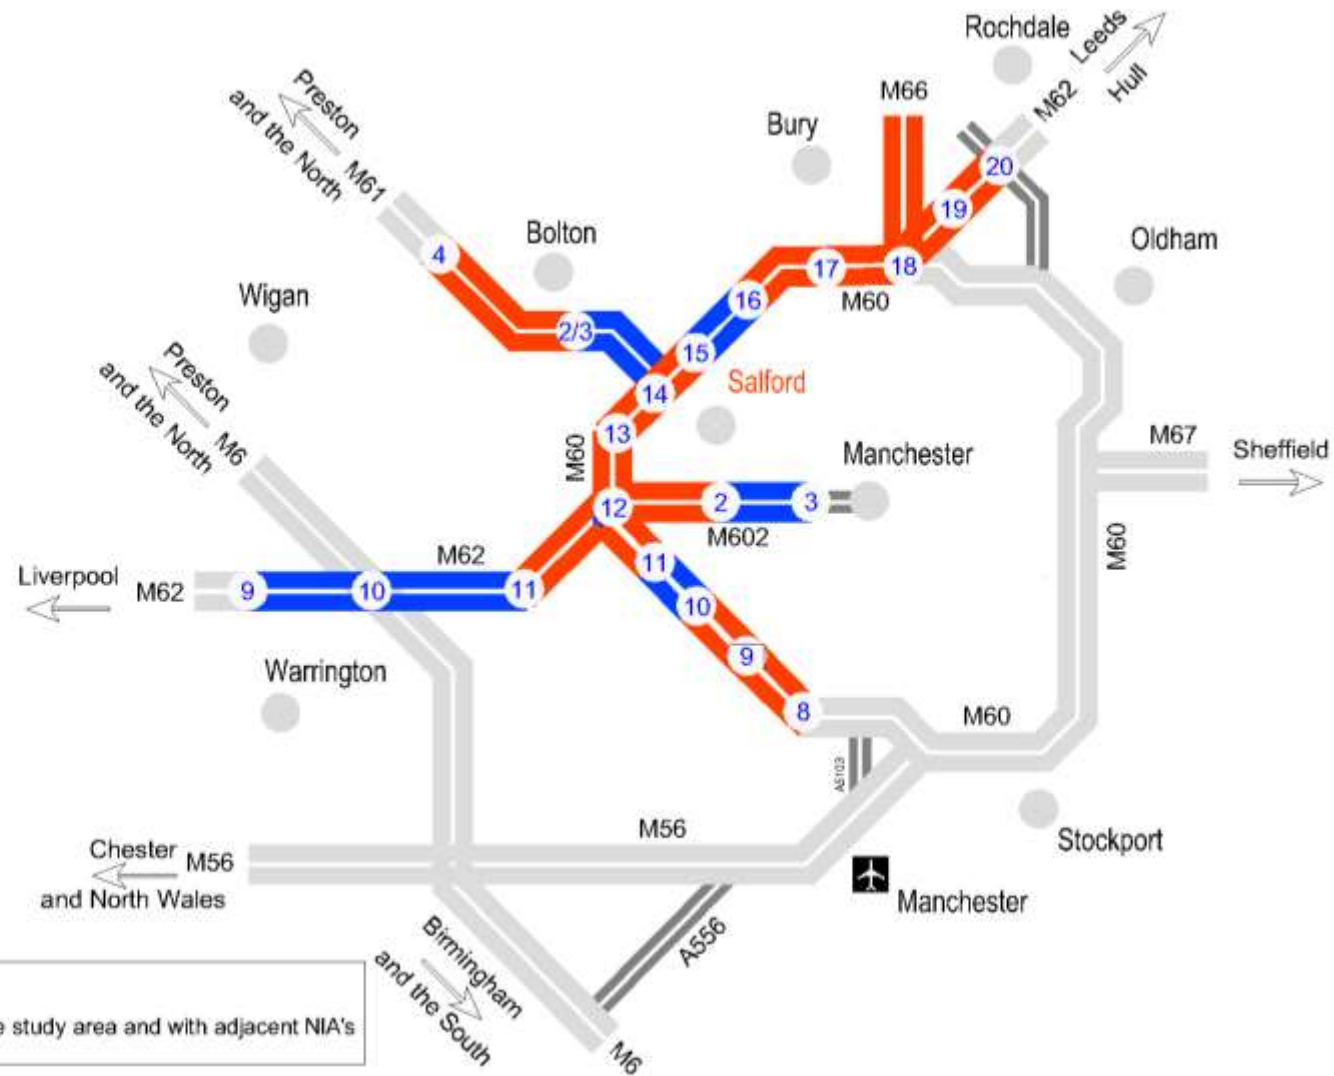 Rochdale
Leeds
Hull
M62
M66
Bury
Preston
and the North
M61
20
19
18
17
M60
16
15
14
13
Bolton
4
2/3
Oldham
Wigan
Salford
Preston
and the North
M6
M60
Manchester
M67
Sheffield
12
2
3
M602
M60
Liverpool
M62
M62
9
10
11
11
10
9
8
Warrington
M60
A5103
Stockport
M56
Chester
M56
and North Wales
Manchester
Birmingham
and the South
A556
M6
study area and with adjacent NIA's